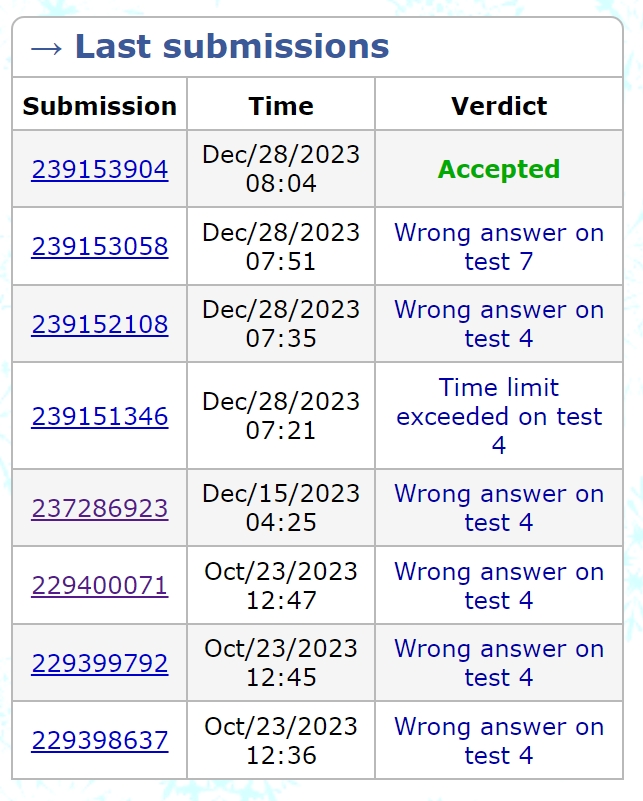 → Last submissions
Submission Time Verdict
239153904 Dec/28/2023 08:04 Accepted
239153058 Dec/28/2023 07:51 Wrong answer on test 7
239152108 Dec/28/2023 07:35 Wrong answer on test 4
239151346 Dec/28/2023 07:21 Time limit exceeded on test 4
237286923 Dec/15/2023 04:25 Wrong answer on test 4
229400071 Oct/23/2023 12:47 Wrong answer on test 4
229399792 Oct/23/2023 12:45 Wrong answer on test 4
229398637 Oct/23/2023 12:36 Wrong answer on test 4